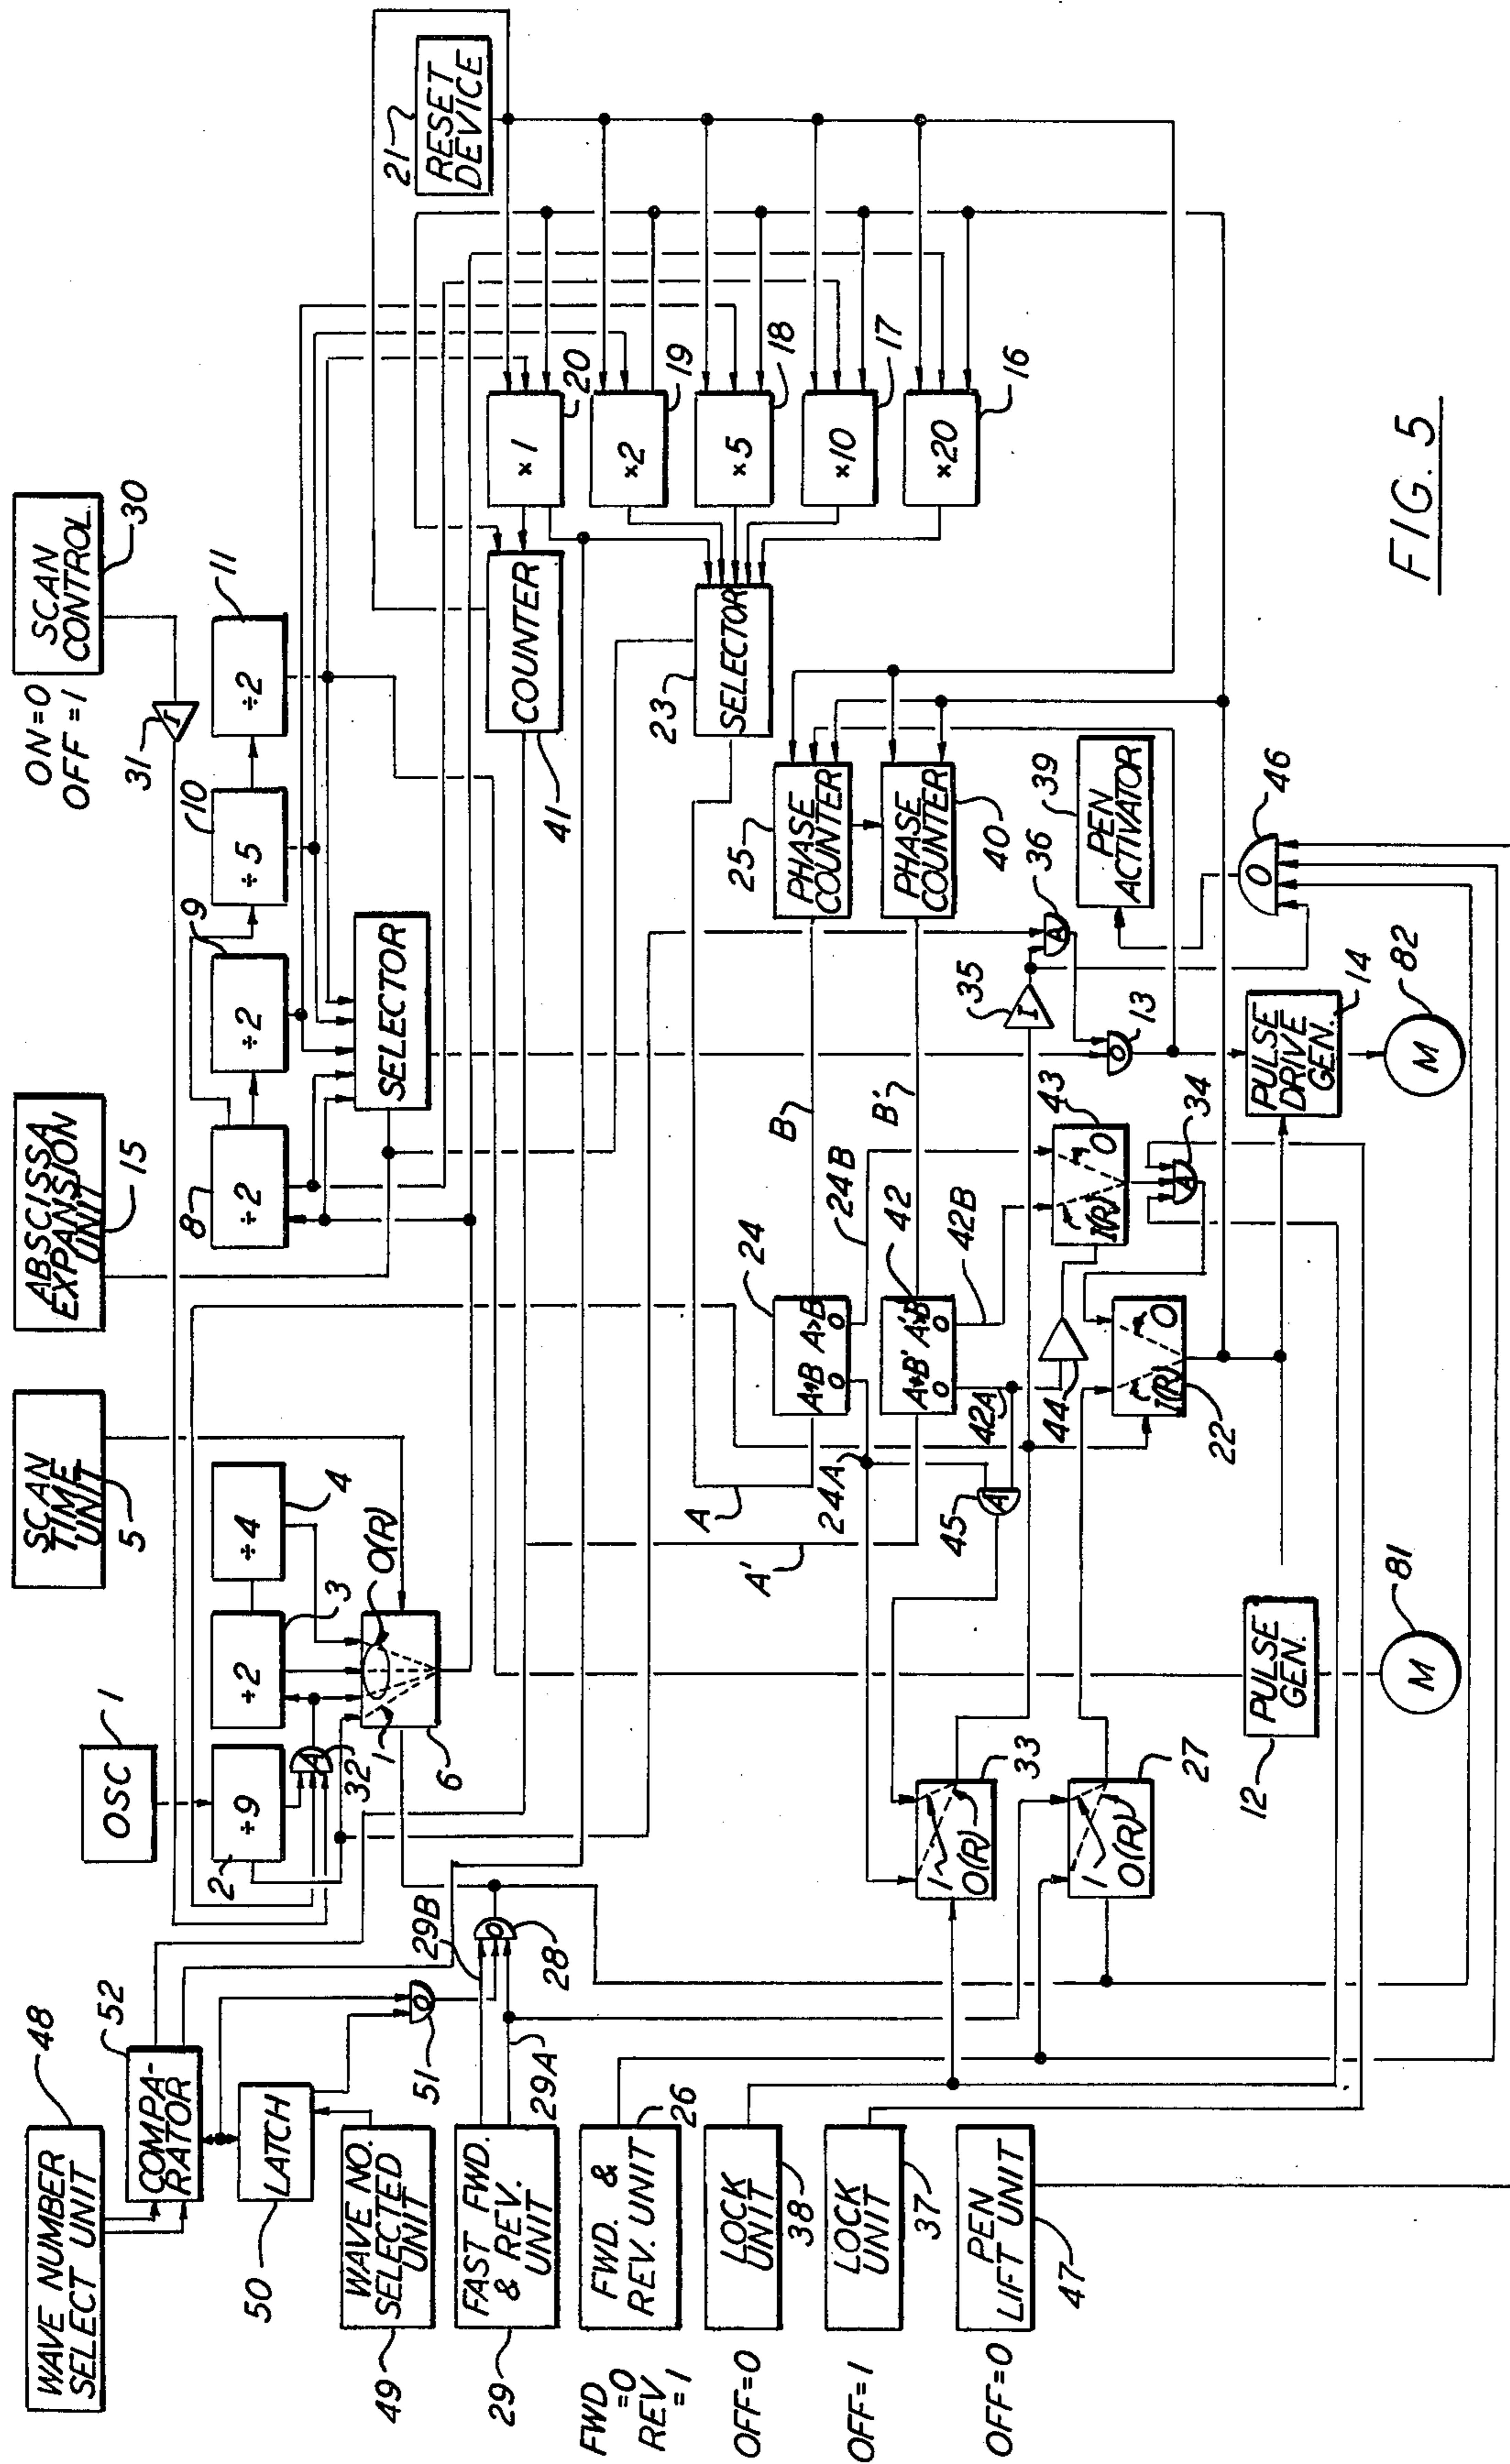 WAVE NUMBER
SELECT UNIT
48
COMPA-
RATOR
52
LATCH
50
WAVE NO.
SELECTED
UNIT
49
51
FAST FWD.
& REV.
UNIT
29
29B
29A
28
O
O
FWD
=0
REV
=1
FWD. &
REV. UNIT
26
OFF=0
LOCK
UNIT
38
OFF=1
LOCK
UNIT
37
OFF=0
PEN
LIFT UNIT
47
OSC
1
÷9
2
A
32
÷2
3
÷4
4
SCAN
TIME
UNIT
5
1
O(R)
6
ABSCISSA
EXPANSION
UNIT
15
÷2
8
÷2
9
÷5
10
÷2
11
SELECTOR
ON=0
OFF=1
SCAN
CONTROL
30
I
31
RESET
DEVICE
21
×1
20
×2
19
×5
18
×10
17
×20
16
COUNTER
41
SELECTOR
23
PHASE
COUNTER
25
PHASE
COUNTER
40
A
A'
B
B'
24
A≠B A>B
O O
24A
24B
42
A'≠B' A'>B'
O O
42A
42B
A
45
44
1(R)
O
43
A
34
1(R)
O
22
1
O(R)
33
1
O(R)
27
I
35
A
36
O
13
PEN
ACTIVATOR
39
O
46
PULSE
GEN.
12
M
81
PULSE
DRIVE
GEN.
14
M
82
FIG. 5